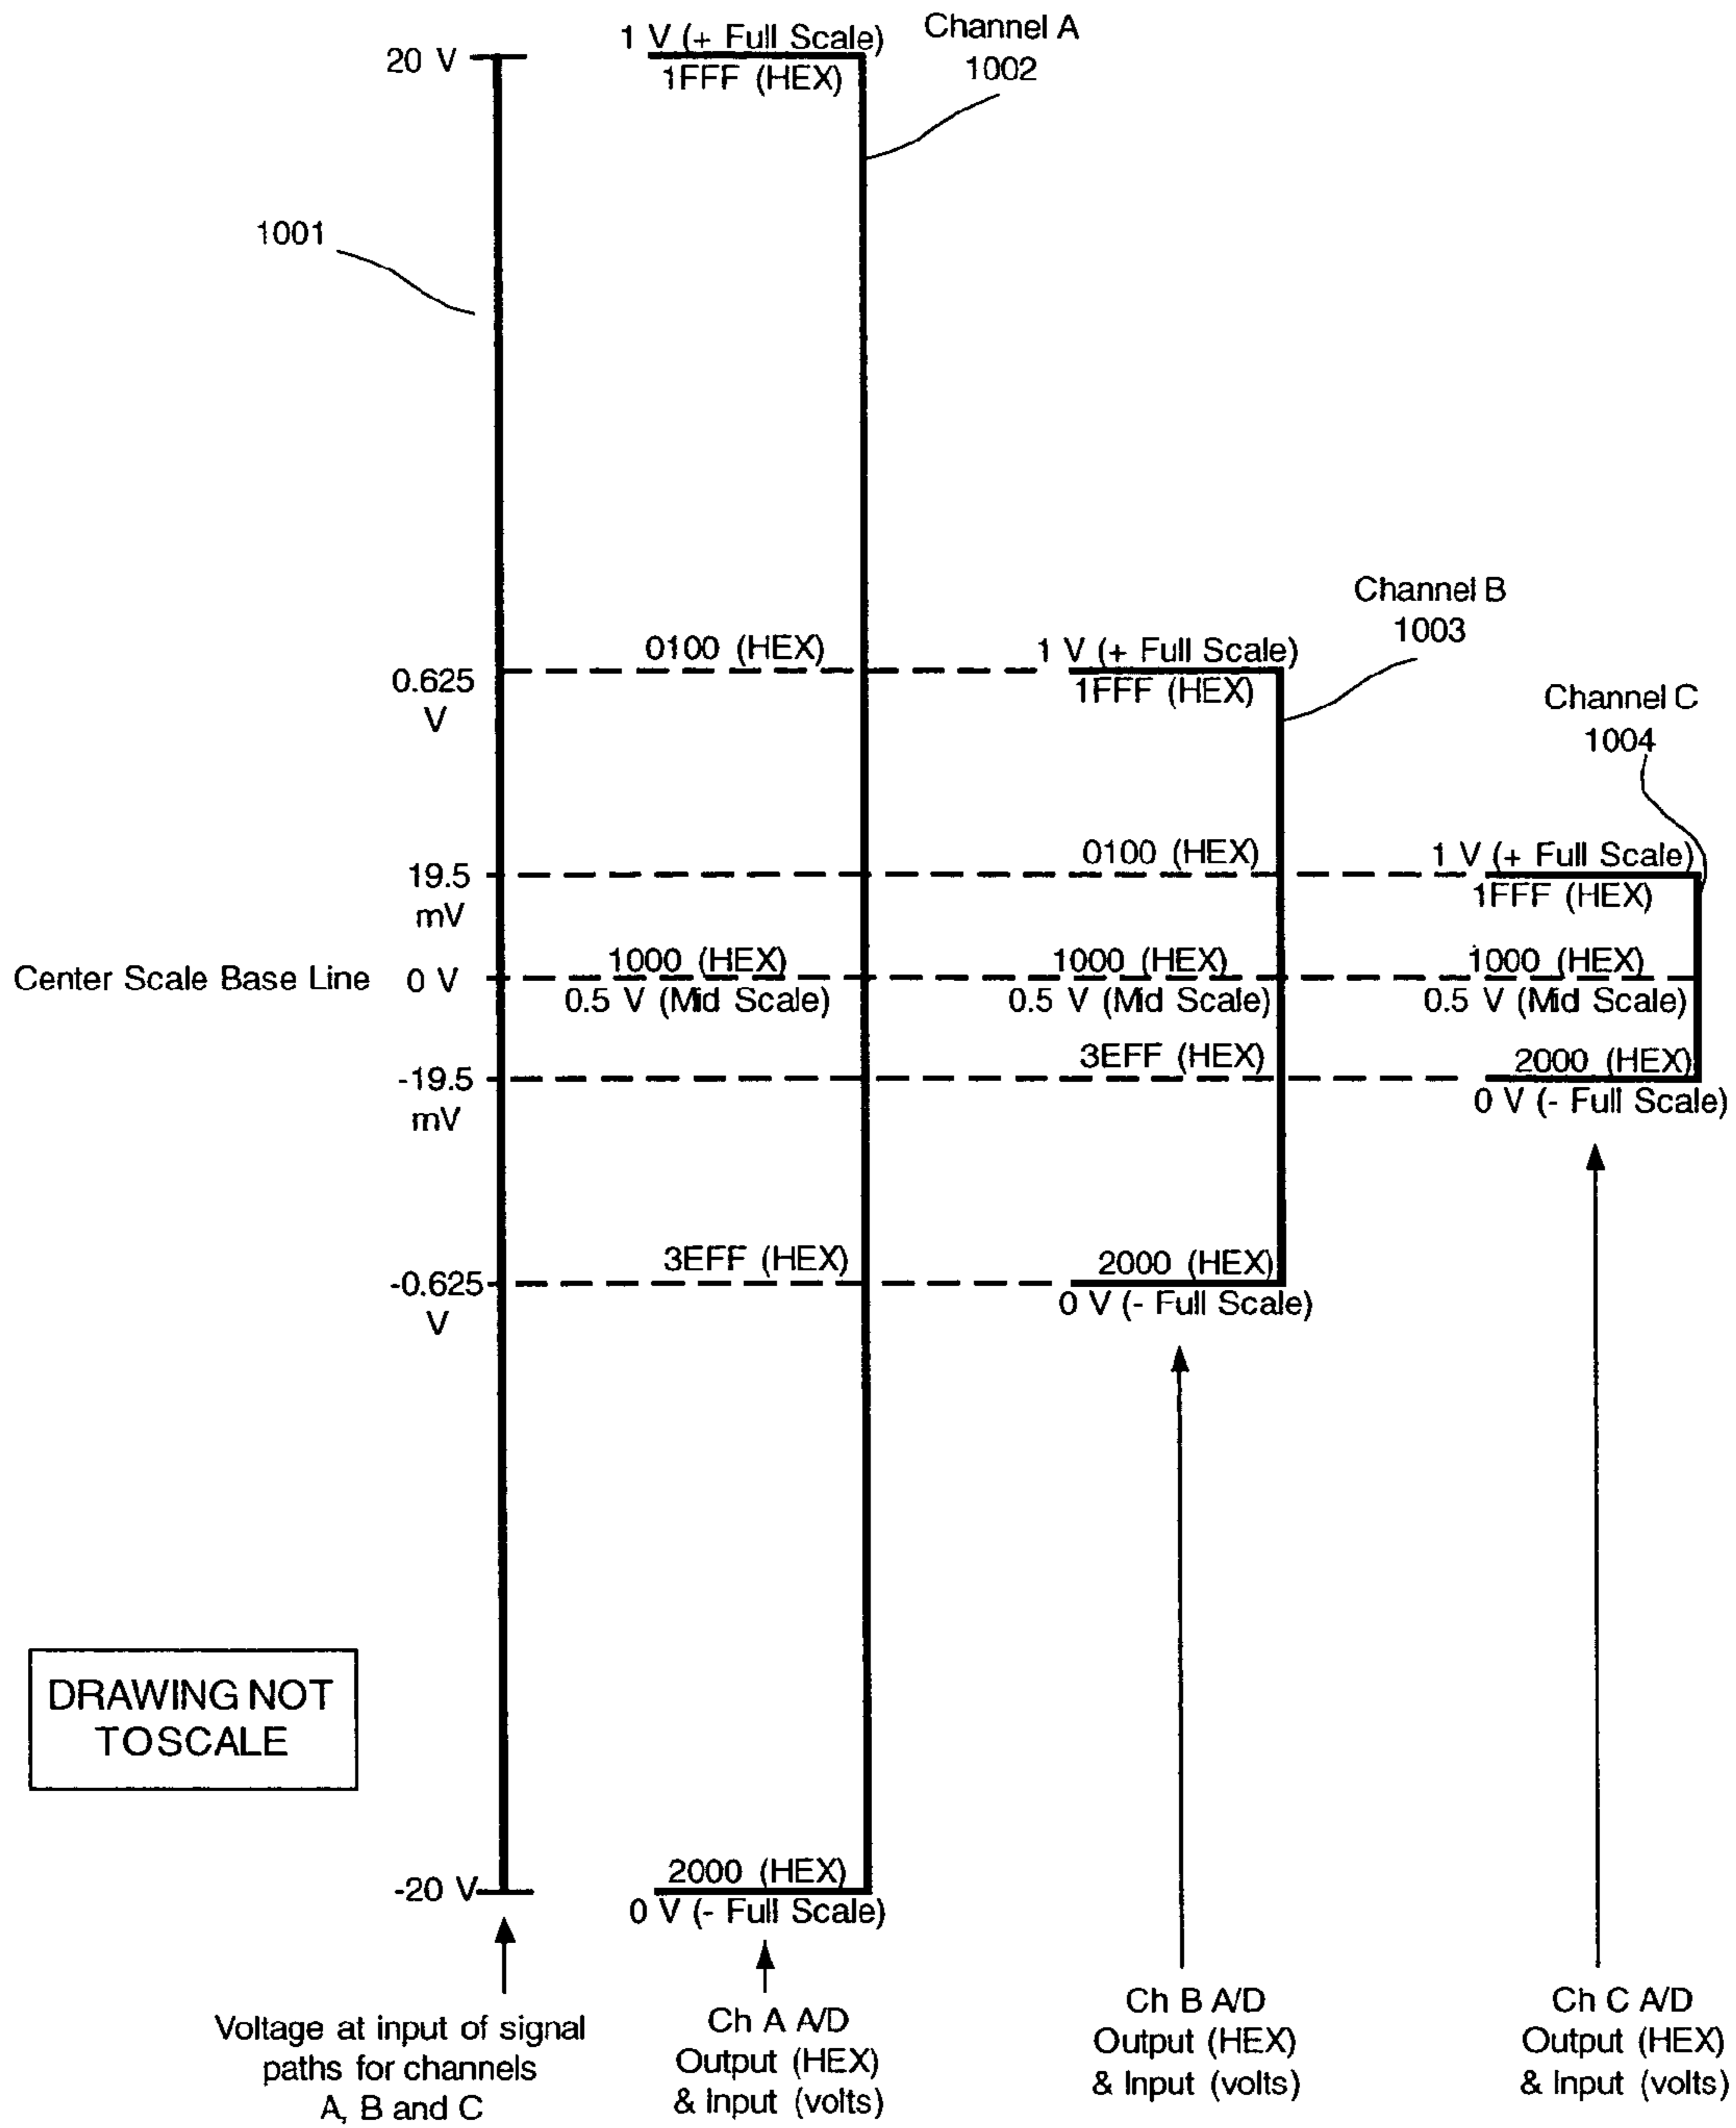 Channel A
1002
1 V (+ Full Scale)
20 V
1FFF (HEX)
1001
Channel B
1003
0100 (HEX)
1 V (+ Full Scale)
0.625
V
1FFF (HEX)
Channel C
1004
0100 (HEX)
1 V (+ Full Scale)
19.5
mV
1FFF (HEX)
Center Scale Base Line
0 V
1000 (HEX)
0.5 V (Mid Scale)
1000 (HEX)
0.5 V (Mid Scale)
1000 (HEX)
0.5 V (Mid Scale)
-19.5
mV
3EFF (HEX)
2000 (HEX)
0 V (- Full Scale)
-0.625
V
3EFF (HEX)
2000 (HEX)
0 V (- Full Scale)
DRAWING NOT
TOSCALE
-20 V
2000 (HEX)
0 V (- Full Scale)
Voltage at input of signal
paths for channels
A, B and C
Ch A A/D
Output (HEX)
& Input (volts)
Ch B A/D
Output (HEX)
& Input (volts)
Ch C A/D
Output (HEX)
& Input (volts)